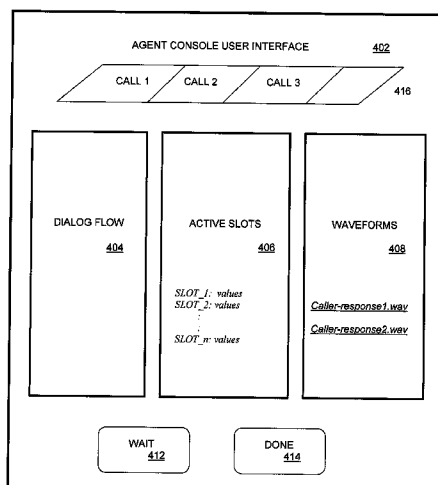 AGENT CONSOLE USER INTERFACE 402
CALL 1 CALL 2 CALL 3
416
DIALOG FLOW
404
ACTIVE SLOTS
406
SLOT_1: values
SLOT_2: values
SLOT_n: values
WAVEFORMS
408
Caller-response1.wav
Caller-response2.wav
WAIT
412
DONE
414